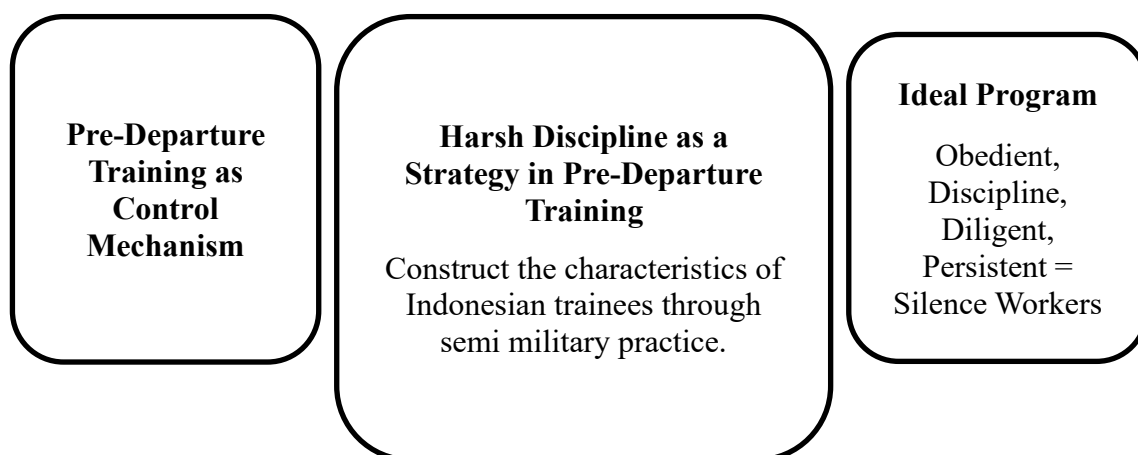 Pre-Departure
Training as
Control
Mechanism
Harsh Discipline as a
Strategy in Pre-Departure
Training
Construct the characteristics of
Indonesian trainees through
semi military practice.
Ideal Program
Obedient,
Discipline,
Diligent,
Persistent =
Silence Workers